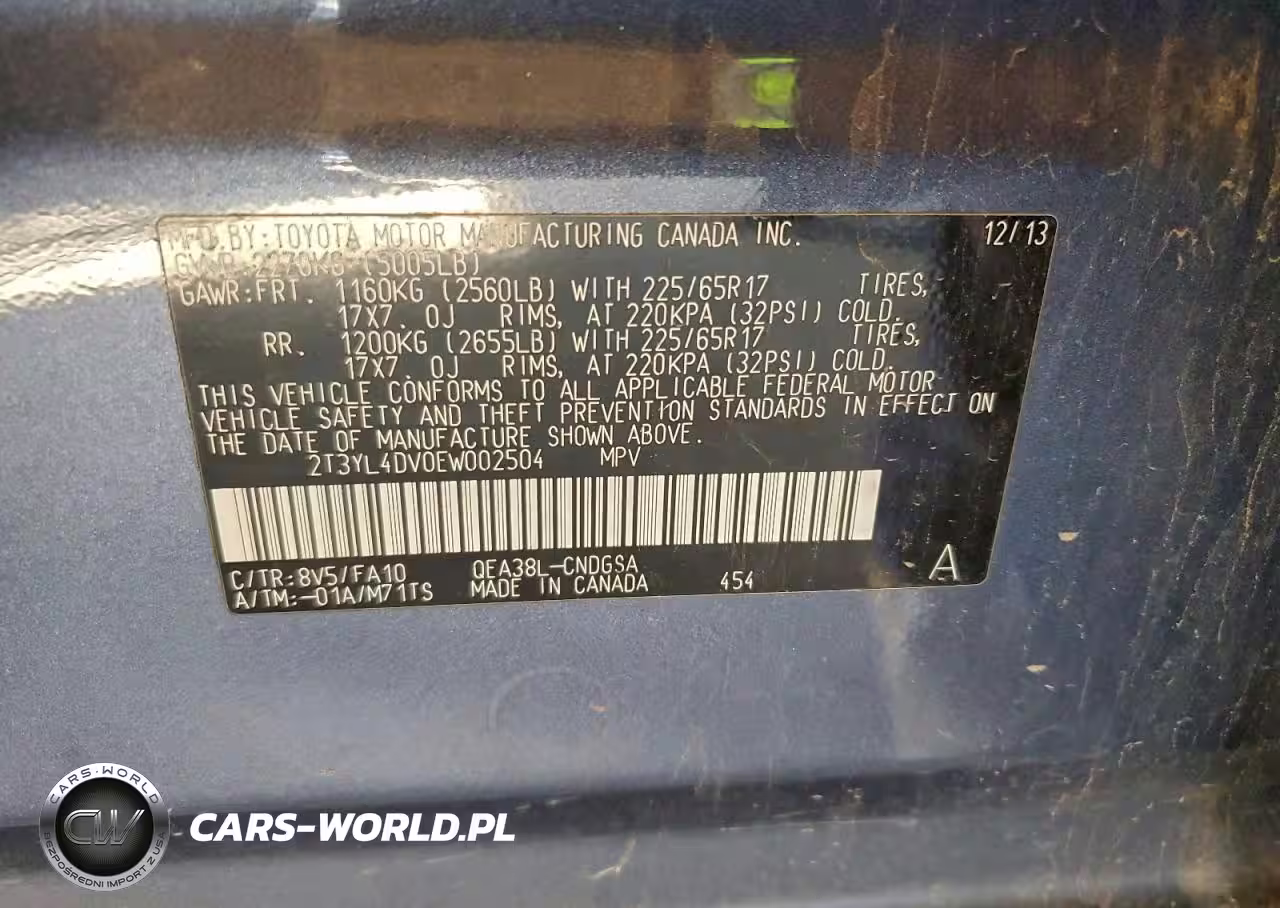 MFD.BY:TOYOTA MOTOR MANUFACTURING CANADA INC. 12/13
GVWR:2270KG (5005LB)
GAWR:FRT. 1160KG (2560LB) WITH 225/65R17 TIRES,
17X7.0J RIMS, AT 220KPA (32PSI) COLD.
RR. 1200KG (2655LB) WITH 225/65R17 TIRES,
17X7.0J RIMS, AT 220KPA (32PSI) COLD.
THIS VEHICLE CONFORMS TO ALL APPLICABLE FEDERAL MOTOR
VEHICLE SAFETY AND THEFT PREVENTION STANDARDS IN EFFECT ON
THE DATE OF MANUFACTURE SHOWN ABOVE.
2T3YL4DV0EW002504 MPV
C/TR:8V5/FA10 QEA38L-CNDGSA
A/TM:-01A/M71TS MADE IN CANADA 454 A
CARS-WORLD
CW
BEZPOŚREDNI IMPORT Z USA
CARS-WORLD.PL